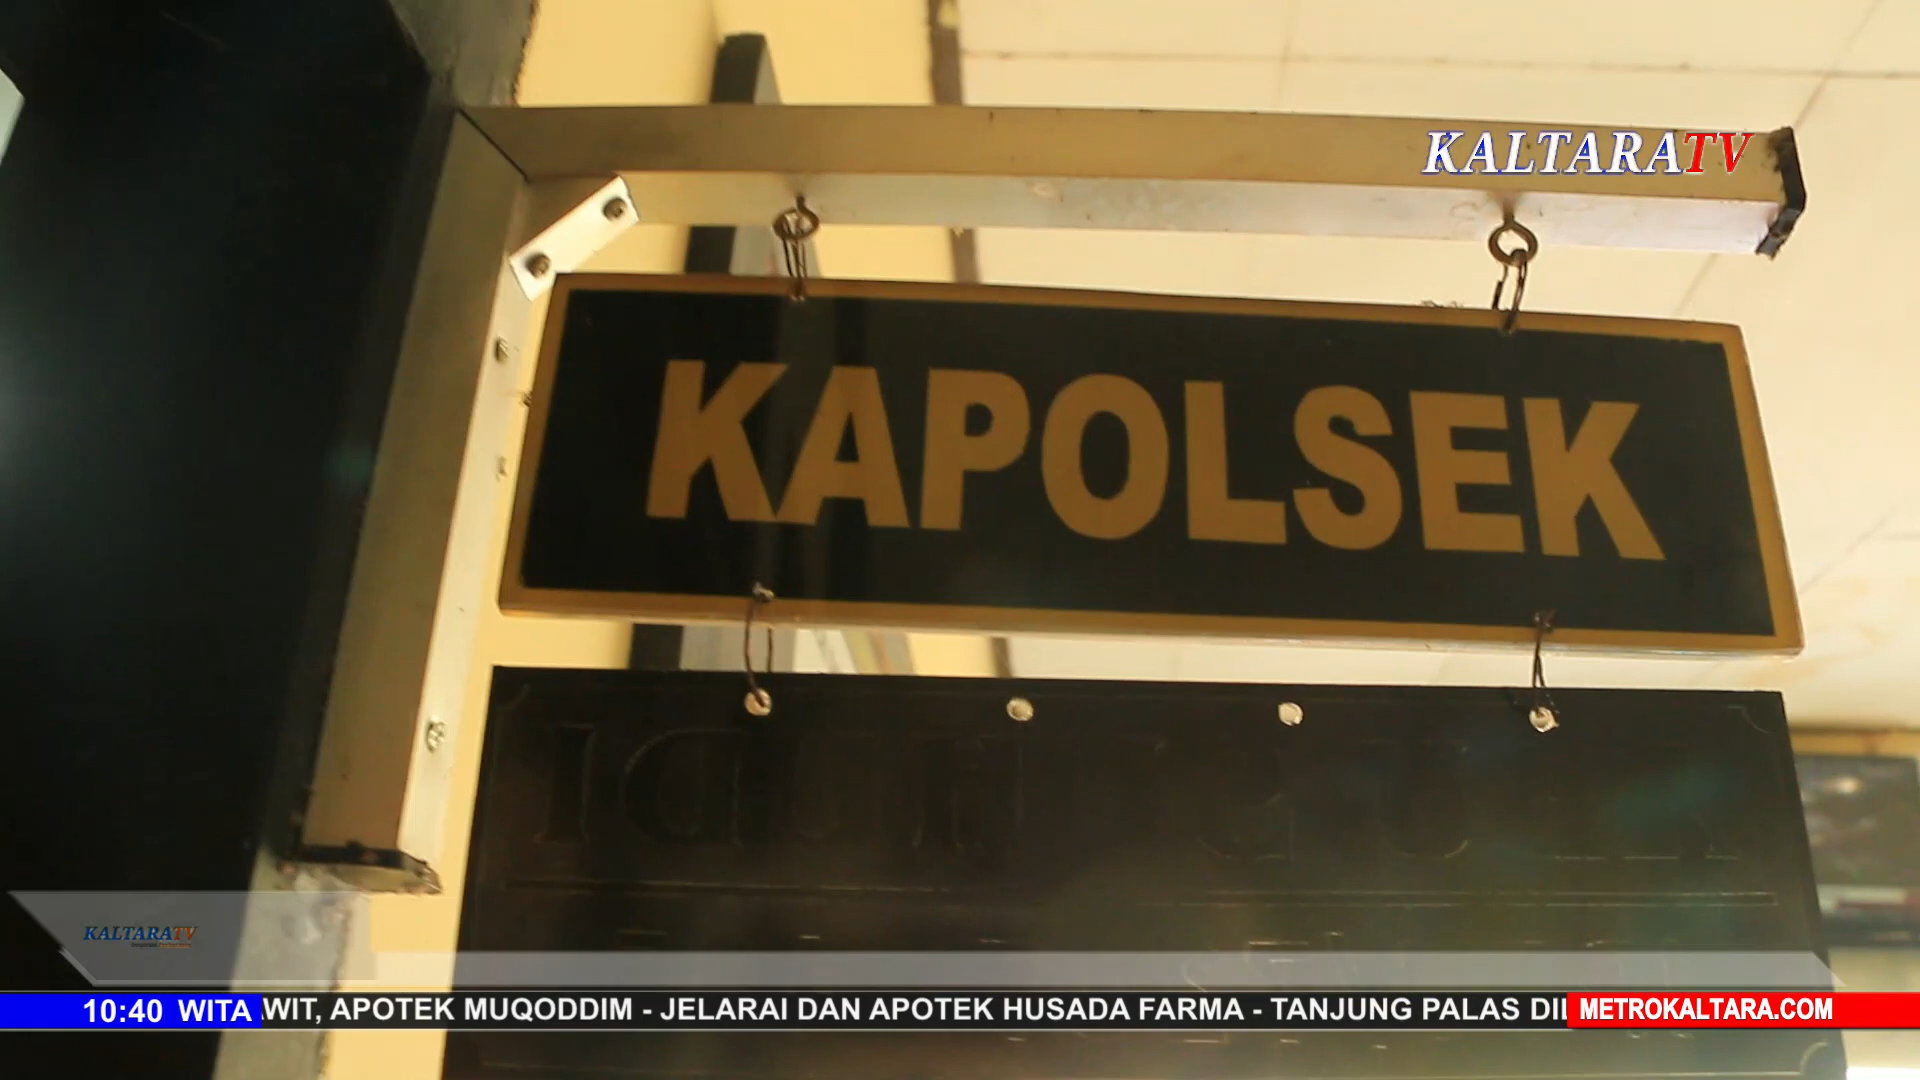 KALTARATV
KAPOLSEK
KALTARATV
10:40 WITA
WIT, APOTEK MUQODDIM - JELARAI DAN APOTEK HUSADA FARMA - TANJUNG PALAS DI
METROKALTARA.COM